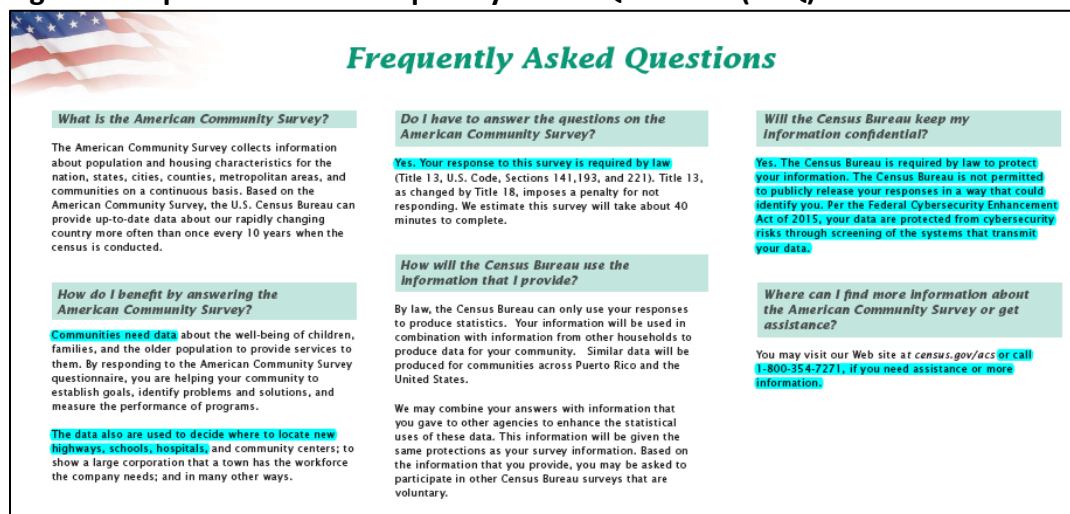 Frequently Asked Questions
What is the American Community Survey?
The American Community Survey collects information
about population and housing characteristics for the
nation, states, cities, counties, metropolitan areas, and
communities on a continuous basis. Based on the
American Community Survey, the U.S. Census Bureau can
provide up-to-date data about our rapidly changing
country more often than once every 10 years when the
census is conducted.
How do I benefit by answering the
American Community Survey?
Communities need data about the well-being of children,
families, and the older population to provide services to
them. By responding to the American Community Survey
questionnaire, you are helping your community to
establish goals, identify problems and solutions, and
measure the performance of programs.
The data also are used to decide where to locate new
highways, schools, hospitals, and community centers; to
show a large corporation that a town has the workforce
the company needs; and in many other ways.
Do I have to answer the questions on the
American Community Survey?
Yes. Your response to this survey is required by law
(Title 13, U.S. Code, Sections 141,193, and 221). Title 13,
as changed by Title 18, imposes a penalty for not
responding. We estimate this survey will take about 40
minutes to complete.
How will the Census Bureau use the
information that I provide?
By law, the Census Bureau can only use your responses
to produce statistics. Your information will be used in
combination with information from other households to
produce data for your community. Similar data will be
produced for communities across Puerto Rico and the
United States.
We may combine your answers with information that
you gave to other agencies to enhance the statistical
uses of these data. This information will be given the
same protections as your survey information. Based on
the information that you provide, you may be asked to
participate in other Census Bureau surveys that are
voluntary.
Will the Census Bureau keep my
information confidential?
Yes. The Census Bureau is required by law to protect
your information. The Census Bureau is not permitted
to publicly release your responses in a way that could
identify you. Per the Federal Cybersecurity Enhancement
Act of 2015, your data are protected from cybersecurity
risks through screening of the systems that transmit
your data.
Where can I find more information about
the American Community Survey or get
assistance?
You may visit our Web site at census.gov/acs or call
1-800-354-7271, if you need assistance or more
information.